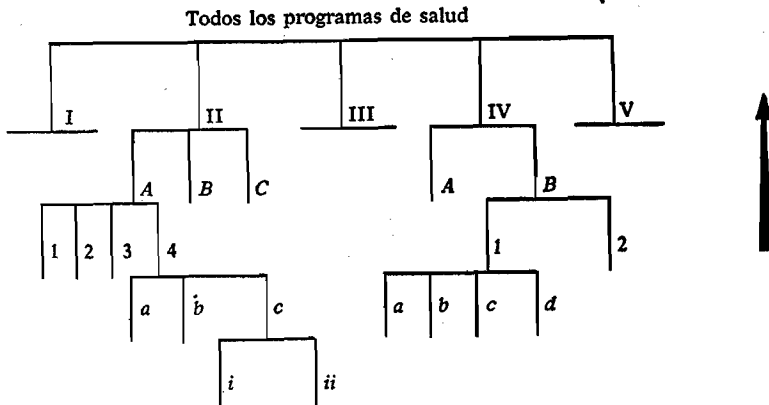 Todos los programas de salud
I II III IV V
A B C A B
1 2 3 4 1 2
a b c a b c d
i ii